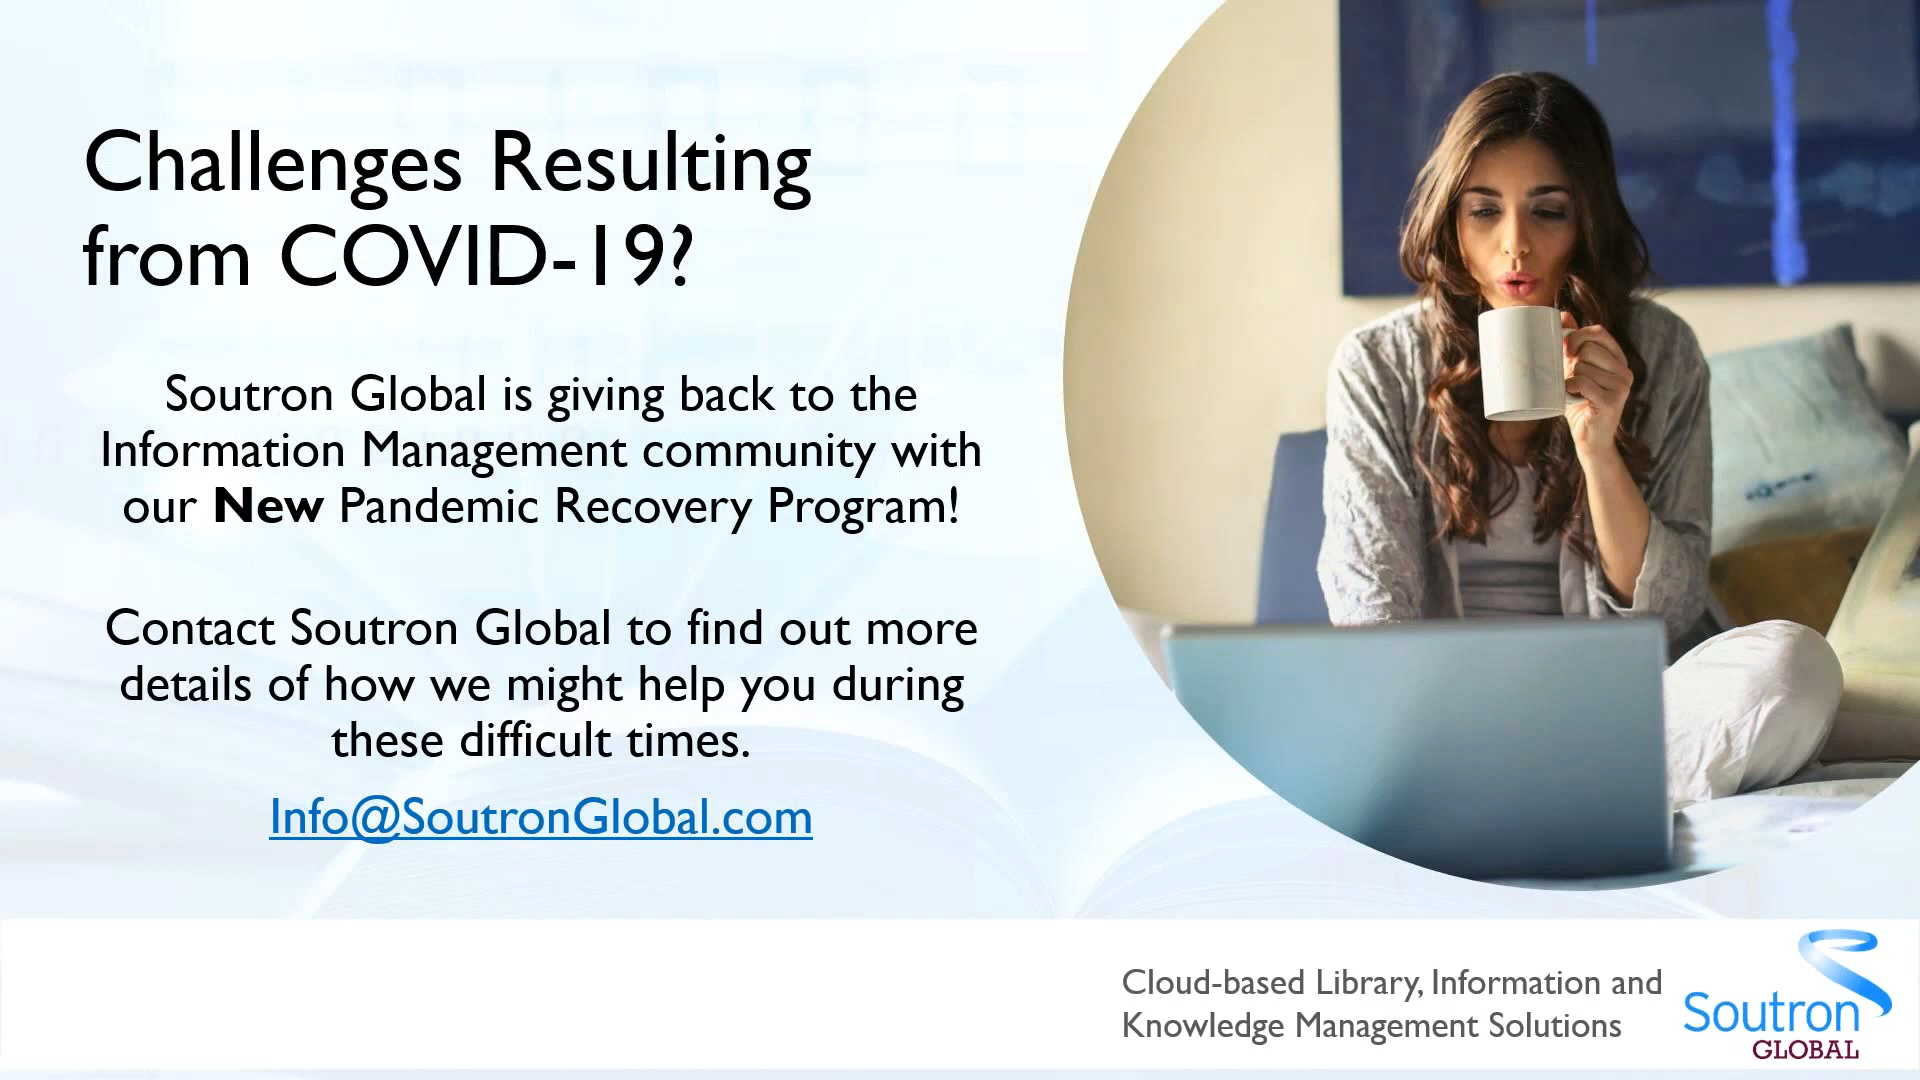 Challenges Resulting
from COVID-19?
Soutron Global is giving back to the
Information Management community with
our New Pandemic Recovery Program!
Contact Soutron Global to find out more
details of how we might help you during
these difficult times.
Info@SoutronGlobal.com
Cloud-based Library, Information and
Knowledge Management Solutions
Soutron
GLOBAL